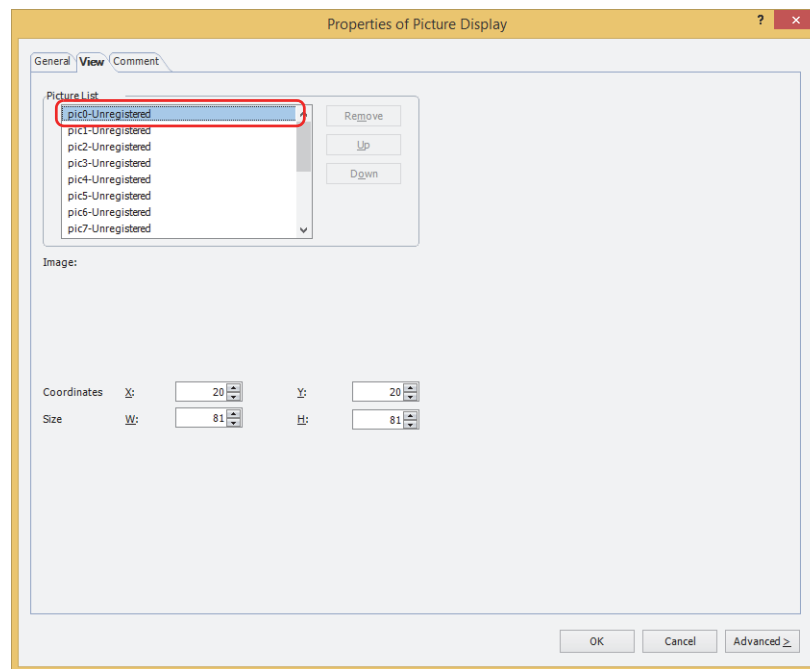 Properties of Picture Display
? ×
General View Comment
Picture List
pic0-Unregistered
pic1-Unregistered
pic2-Unregistered
pic3-Unregistered
pic4-Unregistered
pic5-Unregistered
pic6-Unregistered
pic7-Unregistered
Remove
Up
Down
Image:
Coordinates X: 20 Y: 20
Size W: 81 H: 81
OK Cancel Advanced >